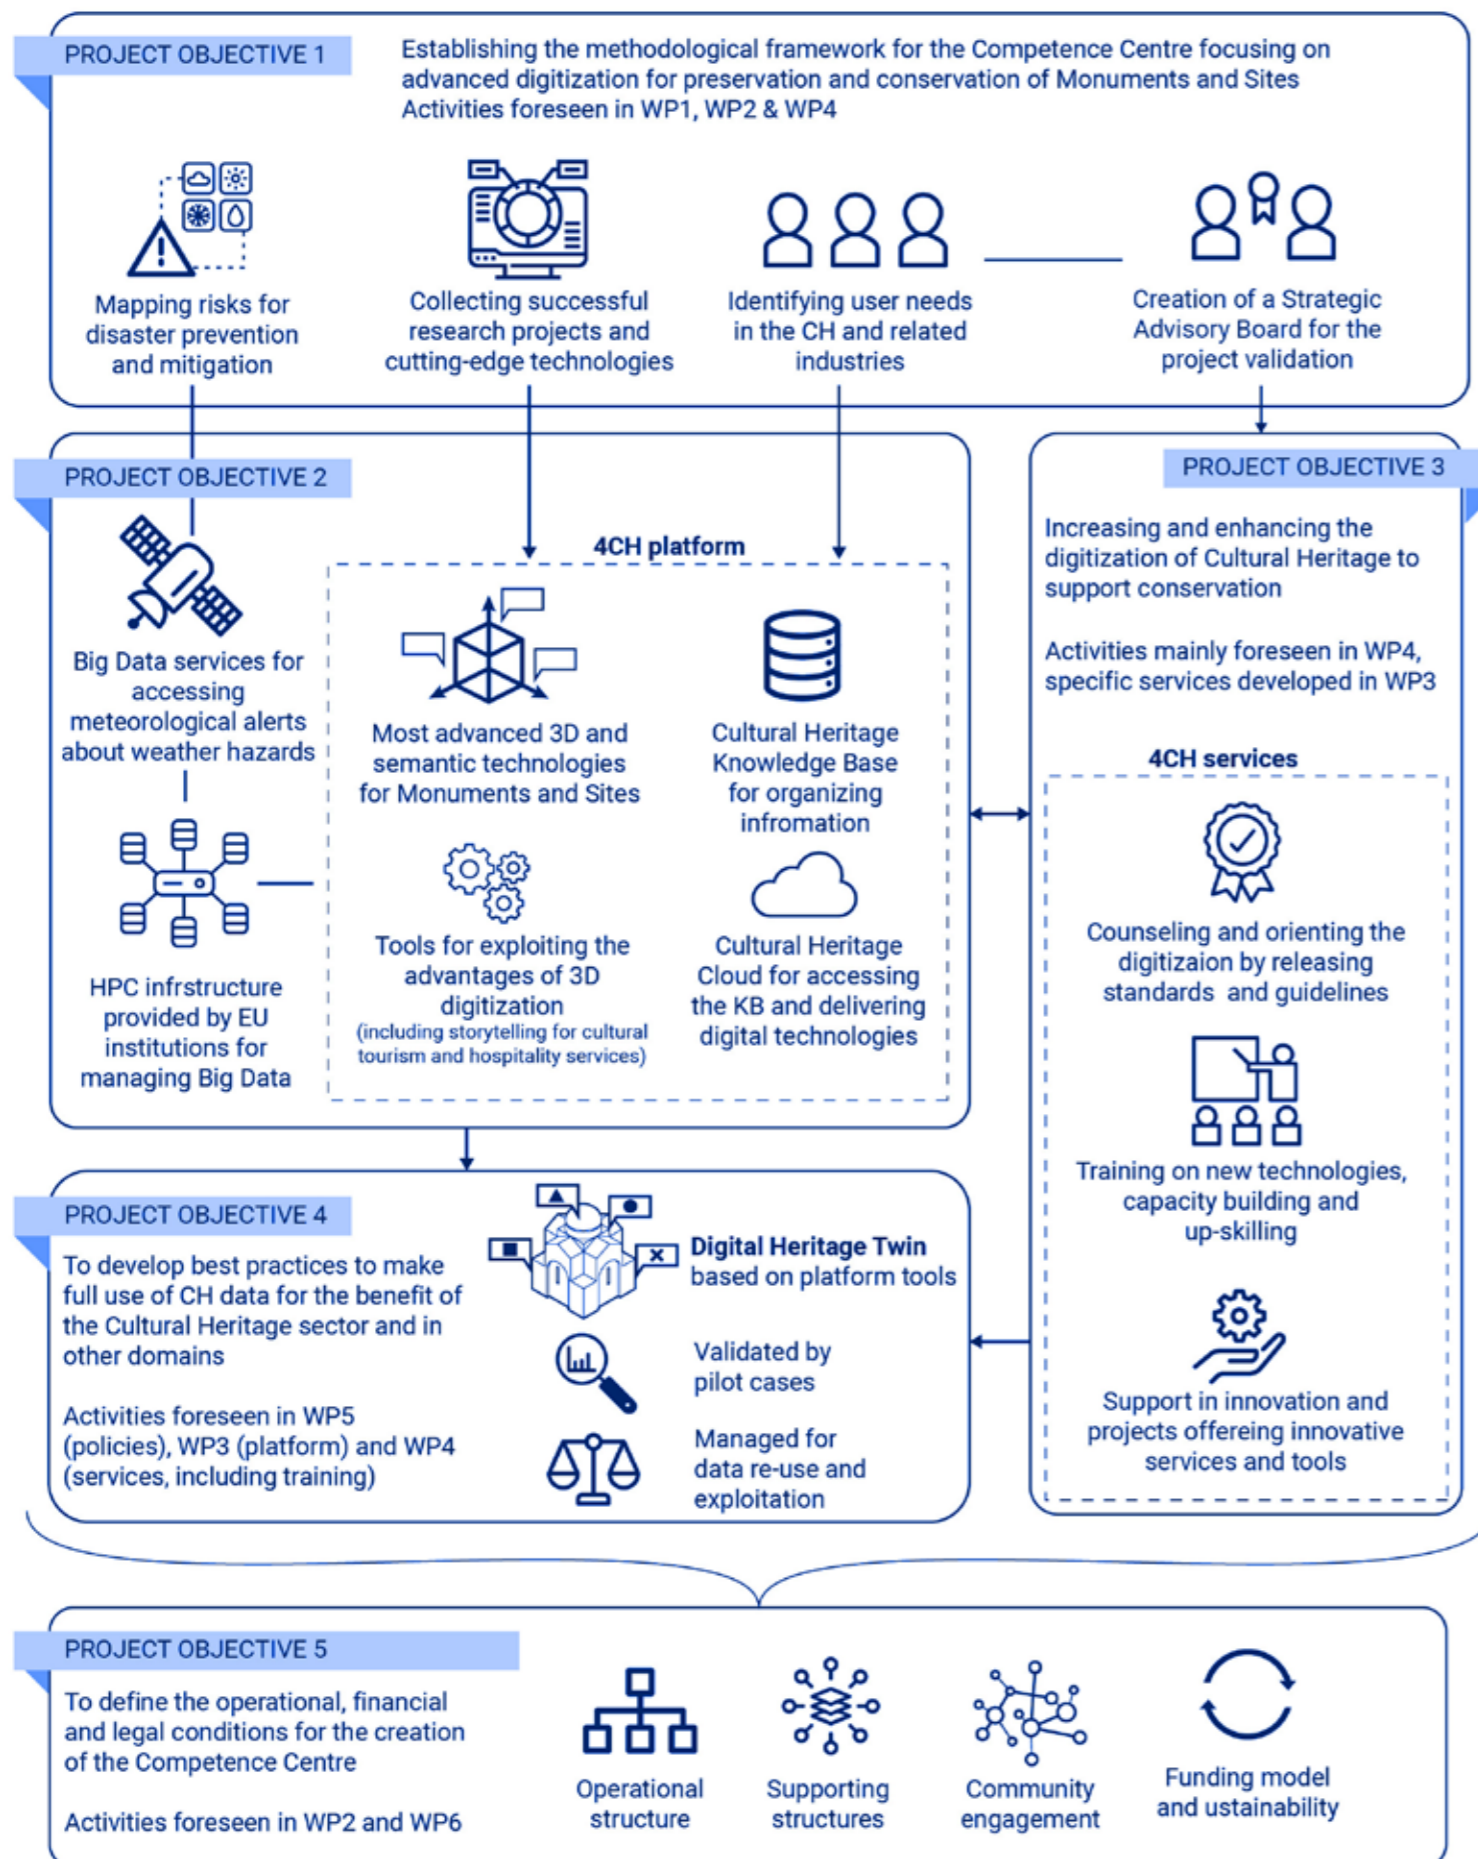 PROJECT OBJECTIVE 1
Establishing the methodological framework for the Competence Centre focusing on
advanced digitization for preservation and conservation of Monuments and Sites
Activities foreseen in WP1, WP2 & WP4
Mapping risks for
disaster prevention
and mitigation
Collecting successful
research projects and
cutting-edge technologies
Identifying user needs
in the CH and related
industries
Creation of a Strategic
Advisory Board for the
project validation
PROJECT OBJECTIVE 2
Big Data services for
accessing
meteorological alerts
about weather hazards
HPC infrstructure
provided by EU
institutions for
managing Big Data
4CH platform
Most advanced 3D and
semantic technologies
for Monuments and Sites
Cultural Heritage
Knowledge Base
for organizing
infromation
Tools for exploiting the
advantages of 3D
digitization
(including storytelling for cultural
tourism and hospitality services)
Cultural Heritage
Cloud for accessing
the KB and delivering
digital technologies
PROJECT OBJECTIVE 3
Increasing and enhancing the
digitization of Cultural Heritage to
support conservation
Activities mainly foreseen in WP4,
specific services developed in WP3
4CH services
Counseling and orienting the
digitizaion by releasing
standards and guidelines
Training on new technologies,
capacity building and
up-skilling
Support in innovation and
projects offereing innovative
services and tools
PROJECT OBJECTIVE 4
To develop best practices to make
full use of CH data for the benefit of
the Cultural Heritage sector and in
other domains
Activities foreseen in WP5
(policies), WP3 (platform) and WP4
(services, including training)
Digital Heritage Twin
based on platform tools
Validated by
pilot cases
Managed for
data re-use and
exploitation
PROJECT OBJECTIVE 5
To define the operational, financial
and legal conditions for the creation
of the Competence Centre
Activities foreseen in WP2 and WP6
Operational
structure
Supporting
structures
Community
engagement
Funding model
and ustainability